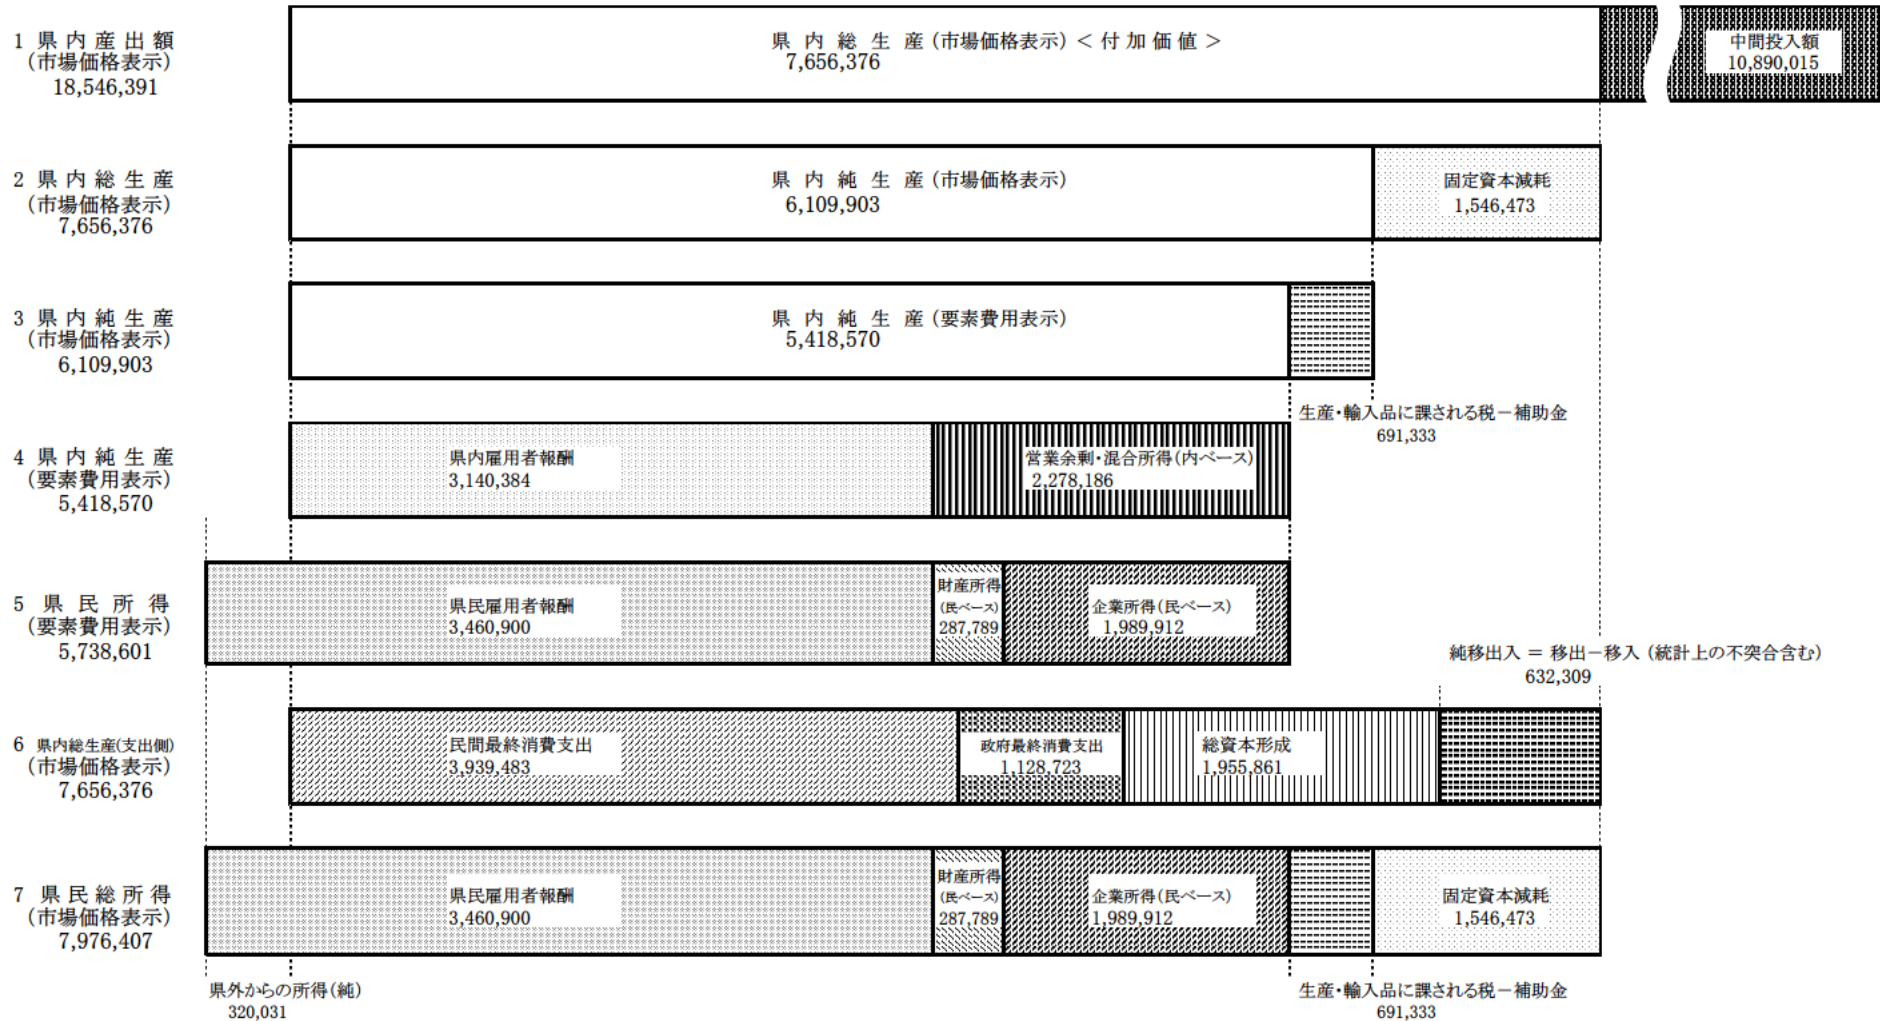 1 県内産出額
(市場価格表示)
18,546,391
県内総生産(市場価格表示)<付加価値>
7,656,376
中間投入額
10,890,015
2 県内総生産
(市場価格表示)
7,656,376
県内純生産(市場価格表示)
6,109,903
固定資本減耗
1,546,473
3 県内純生産
(市場価格表示)
6,109,903
県内純生産(要素費用表示)
5,418,570
生産・輸入品に課される税－補助金
691,333
4 県内純生産
(要素費用表示)
5,418,570
県内雇用者報酬
3,140,384
営業余剰・混合所得(内ベース)
2,278,186
5 県民所得
(要素費用表示)
5,738,601
県民雇用者報酬
3,460,900
財産所得
(民ベース)
287,789
企業所得(民ベース)
1,989,912
純移出入 ＝ 移出－移入 (統計上の不突合含む)
632,309
6 県内総生産(支出側)
(市場価格表示)
7,656,376
民間最終消費支出
3,939,483
政府最終消費支出
1,128,723
総資本形成
1,955,861
7 県民総所得
(市場価格表示)
7,976,407
県民雇用者報酬
3,460,900
財産所得
(民ベース)
287,789
企業所得(民ベース)
1,989,912
固定資本減耗
1,546,473
県外からの所得(純)
320,031
生産・輸入品に課される税－補助金
691,333